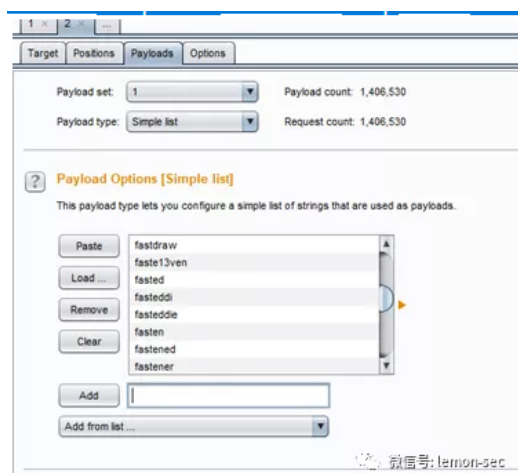 1 × 2 × ...
Target Positions Payloads Options
Payload set: 1 Payload count: 1,406,530
Payload type: Simple list Request count: 1,406,530
? Payload Options [Simple list]
This payload type lets you configure a simple list of strings that are used as payloads.
Paste
Load ...
Remove
Clear
fastdraw
faste13ven
fasted
fasteddi
fasteddie
fasten
fastened
fastener
Add
Add from list ...
微信号: lemon-sec